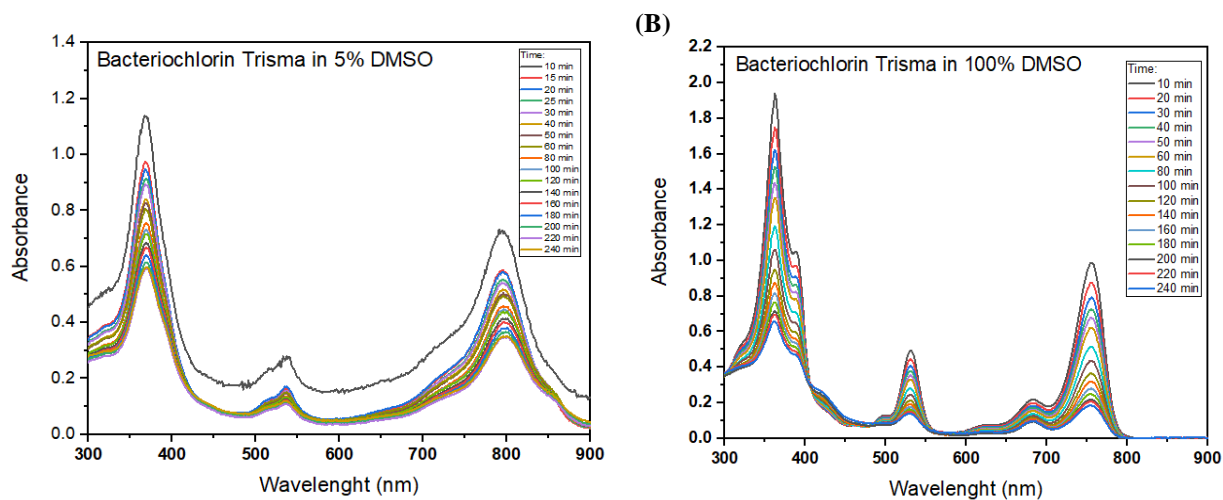 (B)
Bacteriochlorin Trisma in 5% DMSO
Time:
10 min
15 min
20 min
25 min
30 min
40 min
50 min
60 min
80 min
100 min
120 min
140 min
160 min
180 min
200 min
220 min
240 min
1.4
1.2
1.0
0.8
0.6
0.4
0.2
0.0
Absorbance
300 400 500 600 700 800 900
Wavelenght (nm)
Bacteriochlorin Trisma in 100% DMSO
Time:
10 min
20 min
30 min
40 min
50 min
60 min
80 min
100 min
120 min
140 min
160 min
180 min
200 min
220 min
240 min
2.2
2.0
1.8
1.6
1.4
1.2
1.0
0.8
0.6
0.4
0.2
0.0
Absorbance
300 400 500 600 700 800 900
Wavelenght (nm)